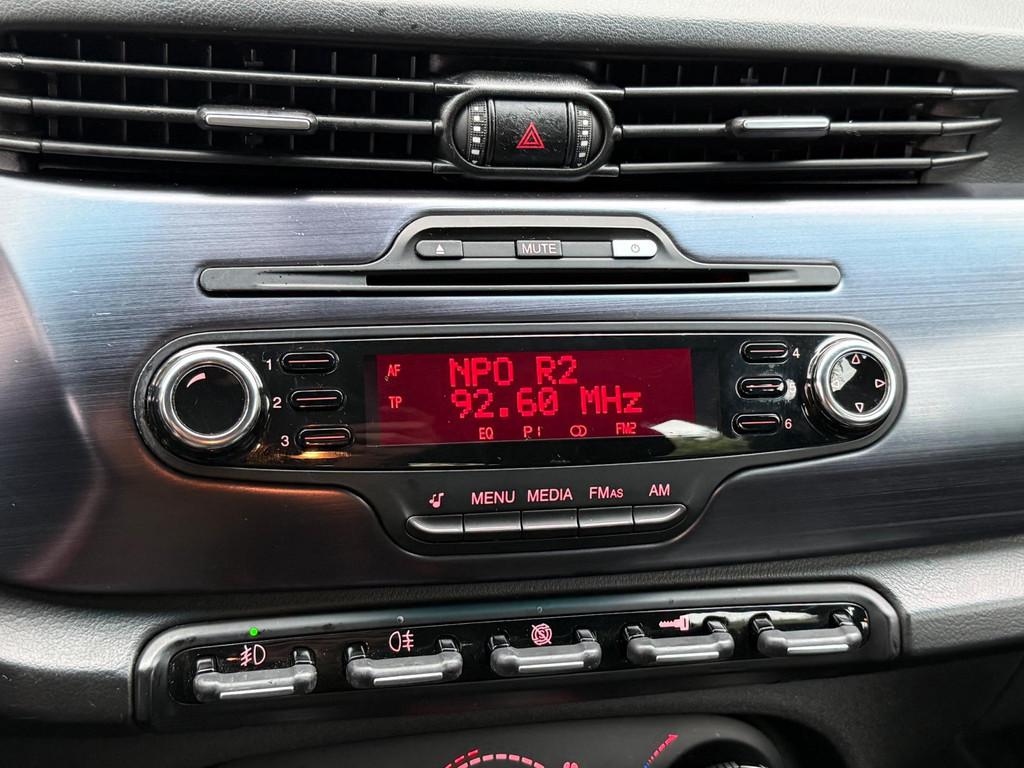 MUTE
1
2
3
AF
TP
NPO R2
92.60 MHz
EQ P1 FM2
4
6
MENU MEDIA FMAS AM
S